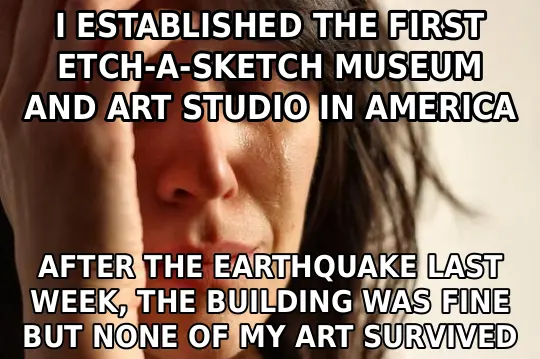 I ESTABLISHED THE FIRST
ETCH-A-SKETCH MUSEUM
AND ART STUDIO IN AMERICA
AFTER THE EARTHQUAKE LAST
WEEK, THE BUILDING WAS FINE
BUT NONE OF MY ART SURVIVED